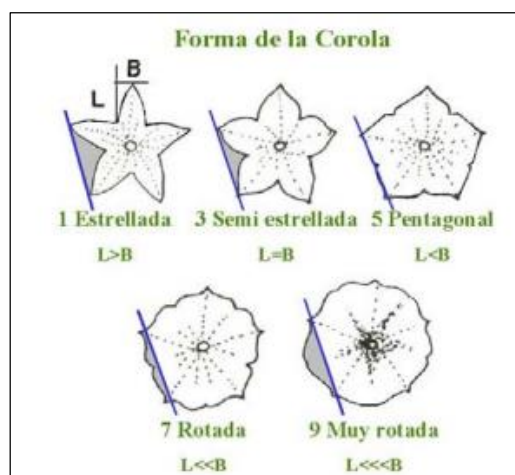 Forma de la Corola
B
L
1 Estrellada 3 Semi estrellada 5 Pentagonal
L>B L=B L<B
7 Rotada 9 Muy rotada
L<<B L<<<B